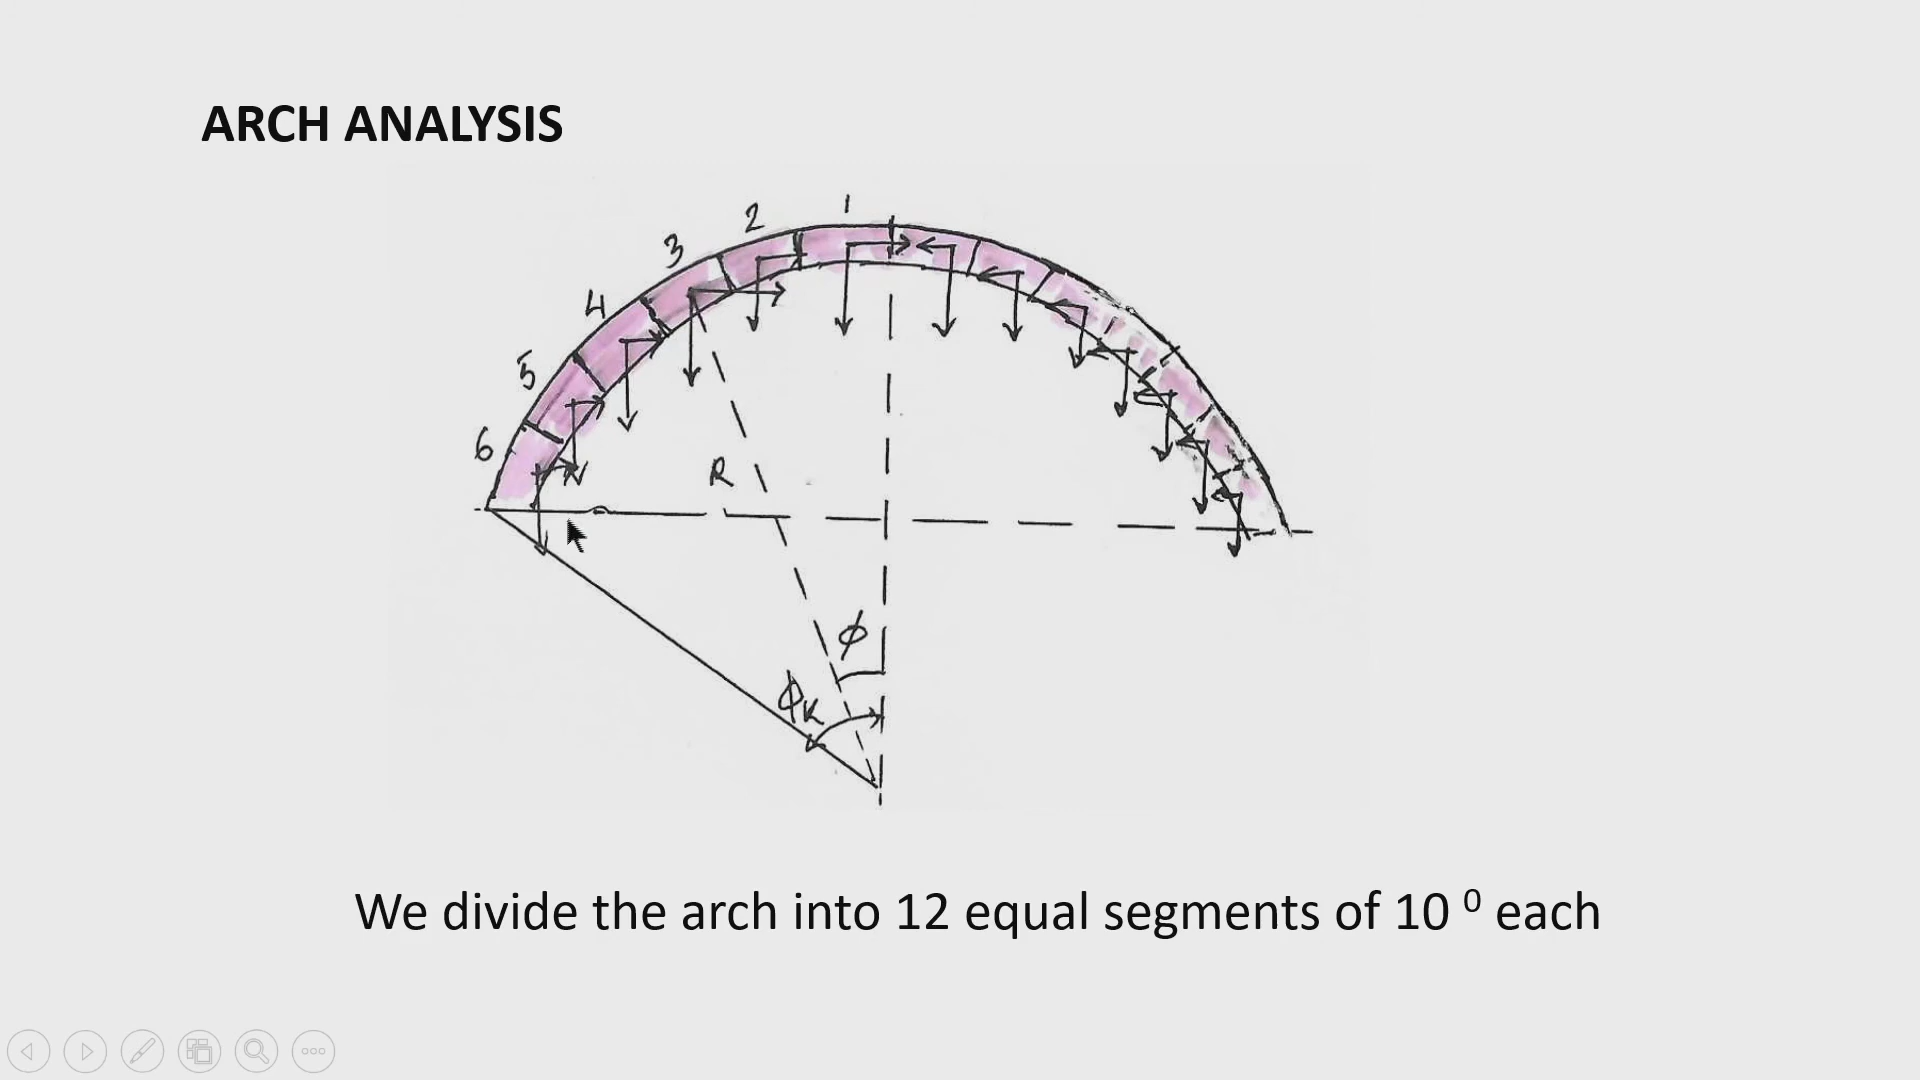 ARCH ANALYSIS
1
2
3
4
5
6
R
ϕ
ϕK
We divide the arch into 12 equal segments of 10 ⁰ each